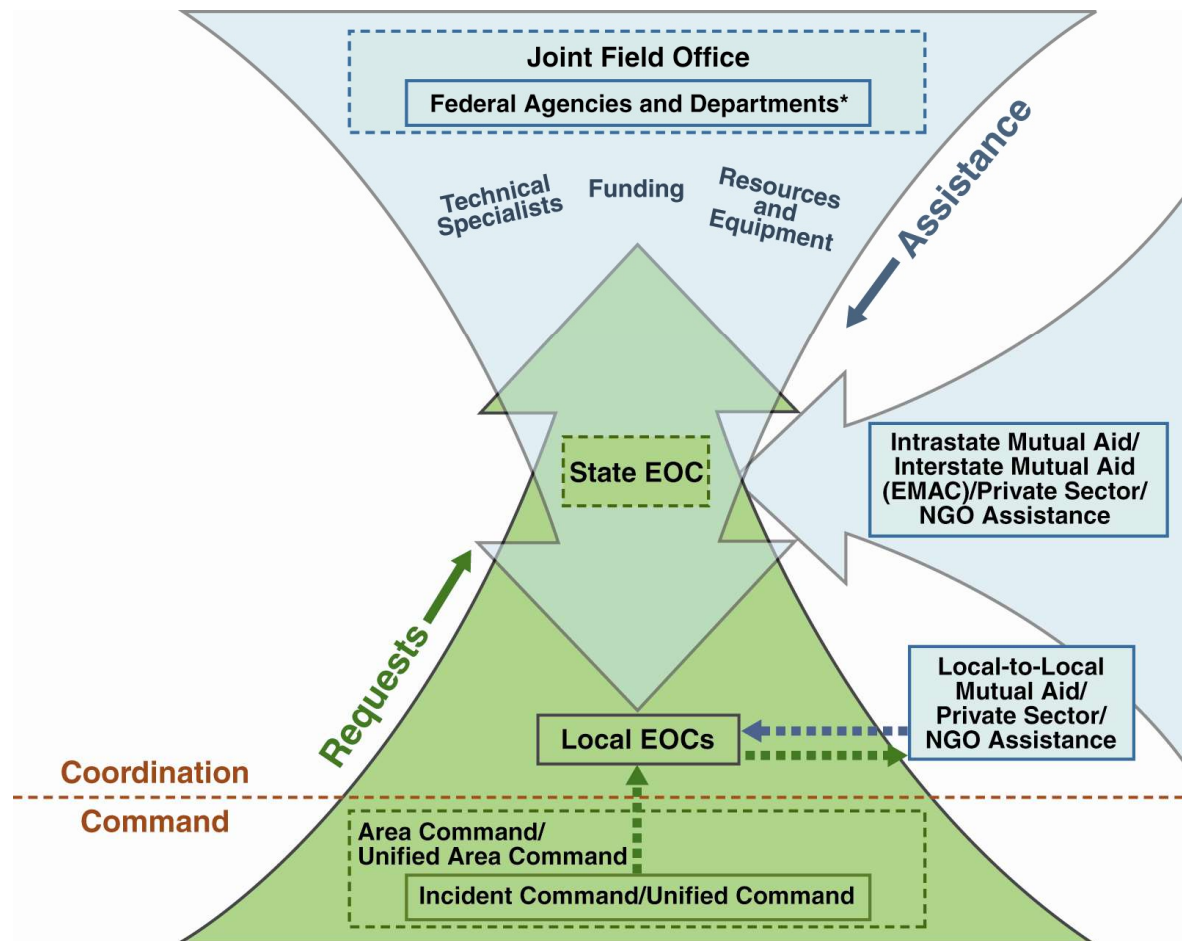 Joint Field Office
Federal Agencies and Departments*
Technical
Specialists
Funding
Resources
and
Equipment
Assistance
State EOC
Intrastate Mutual Aid/
Interstate Mutual Aid
(EMAC)/Private Sector/
NGO Assistance
Requests
Local-to-Local
Mutual Aid/
Private Sector/
NGO Assistance
Local EOCs
Coordination
Command
Area Command/
Unified Area Command
Incident Command/Unified Command